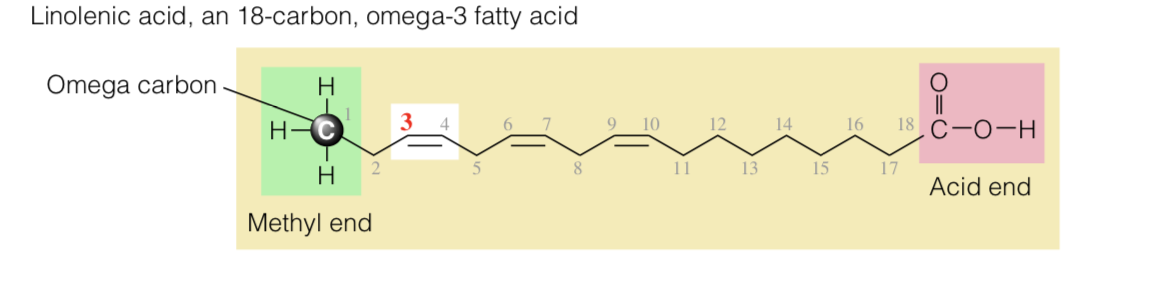 Linolenic acid, an 18-carbon, omega-3 fatty acid
Omega carbon
H
H C 1
H
2
3 4
5
6 7
8
9 10
11
12
13
14
15
16
17
18
O
C-O-H
Methyl end
Acid end